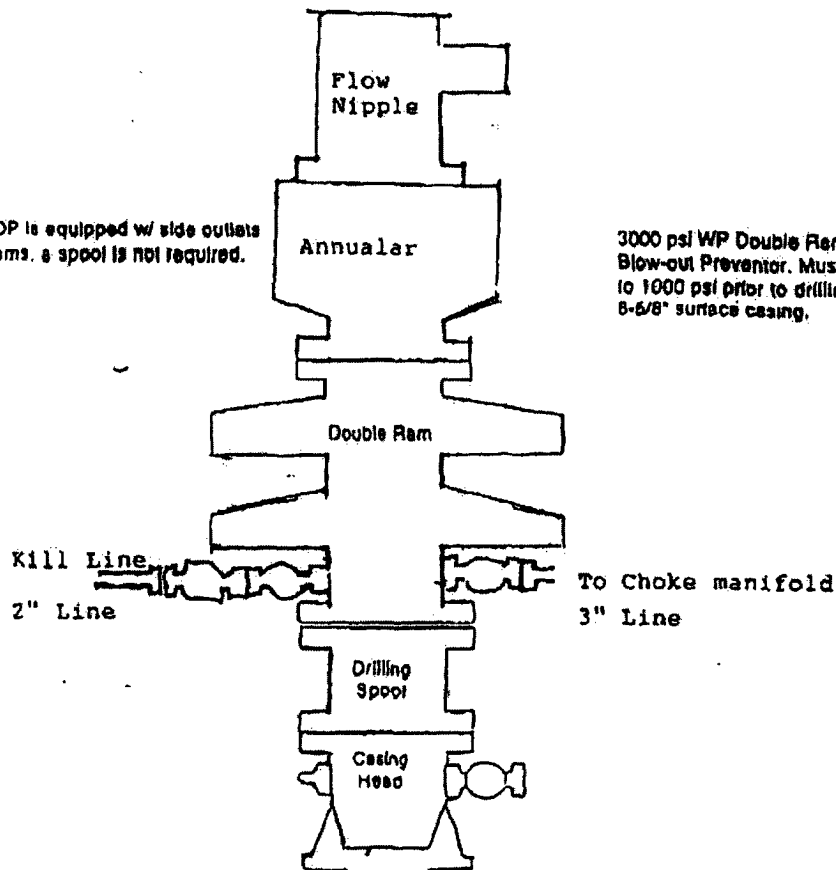 Flow
Nipple
OP is equipped w/ side outlets
ams, a spool is not required.
Annualar
3000 psi WP Double Ram
Blow-out Preventor. Must
to 1000 psi prior to drilling
8-5/8" surface casing.
Double Ram
Kill Line
2" Line
To Choke manifold
3" Line
Drilling
Spool
Casing
Head